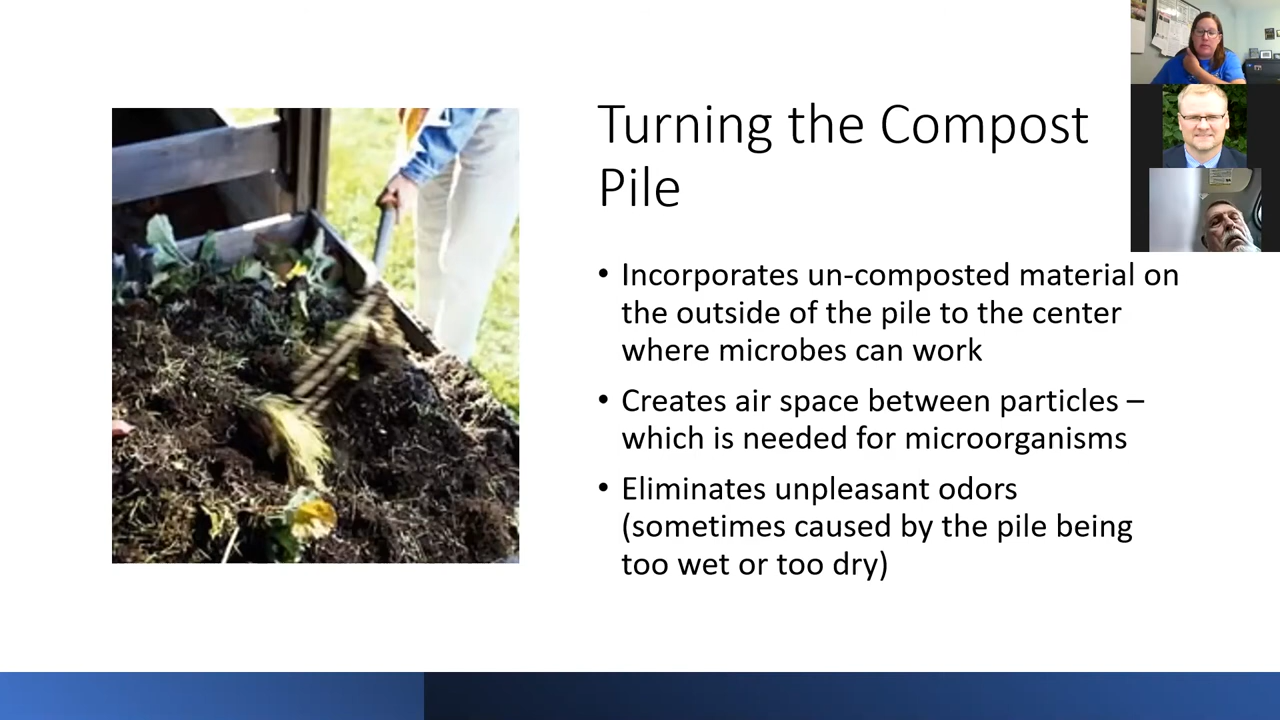 Turning the Compost
Pile
• Incorporates un-composted material on
the outside of the pile to the center
where microbes can work
• Creates air space between particles –
which is needed for microorganisms
• Eliminates unpleasant odors
(sometimes caused by the pile being
too wet or too dry)